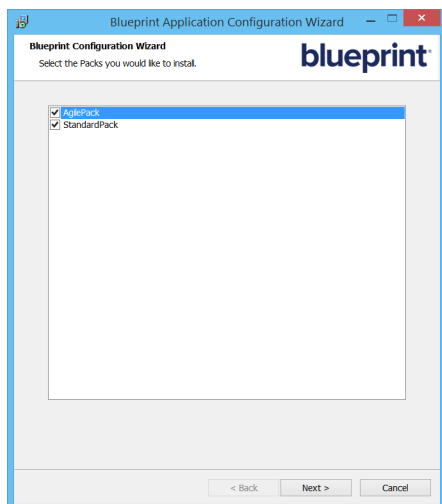 Blueprint Application Configuration Wizard
Blueprint Configuration Wizard
Select the Packs you would like to install.
blueprint
AgilePack
StandardPack
< Back Next > Cancel